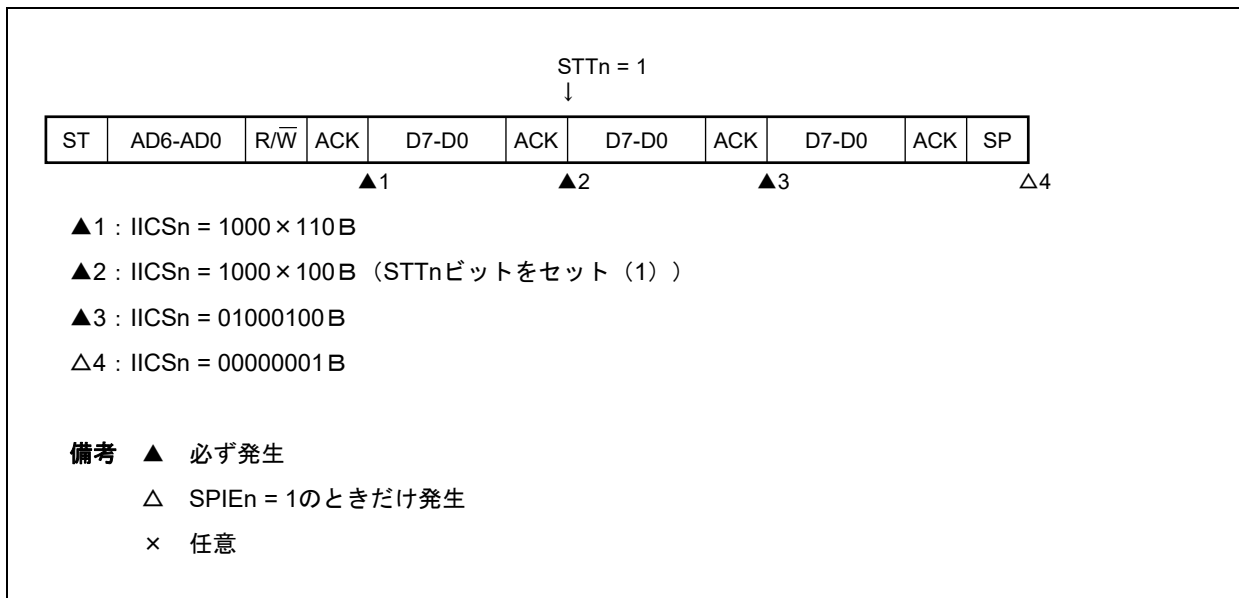 STTn = 1
↓
ST AD6-AD0 R/W̅ ACK D7-D0 ACK D7-D0 ACK D7-D0 ACK SP
▲1 ▲2 ▲3 △4
▲1：IICSn = 1000×110B
▲2：IICSn = 1000×100B（STTnビットをセット（1））
▲3：IICSn = 01000100B
△4：IICSn = 00000001B
備考 ▲ 必ず発生
△ SPIEn = 1のときだけ発生
× 任意